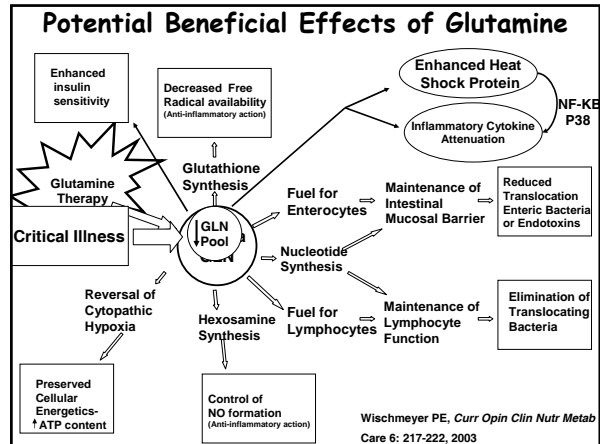 Potential Beneficial Effects of Glutamine
Enhanced
insulin
sensitivity
Decreased Free
Radical availability
(Anti-inflammatory action)
Enhanced Heat
Shock Protein
NF-KB
P38
Inflammatory Cytokine
Attenuation
Glutathione
Synthesis
Glutamine
Therapy
Critical Illness
GLN
Pool
Fuel for
Enterocytes
Maintenance of
Intestinal
Mucosal Barrier
Reduced
Translocation
Enteric Bacteria
or Endotoxins
Nucleotide
Synthesis
Fuel for
Lymphocytes
Maintenance of
Lymphocyte
Function
Elimination of
Translocating
Bacteria
Reversal of
Cytopathic
Hypoxia
Hexosamine
Synthesis
Preserved
Cellular
Energetics-
ATP content
Control of
NO formation
(Anti-inflammatory action)
Wischmeyer PE, Curr Opin Clin Nutr Metab
Care 6: 217-222, 2003